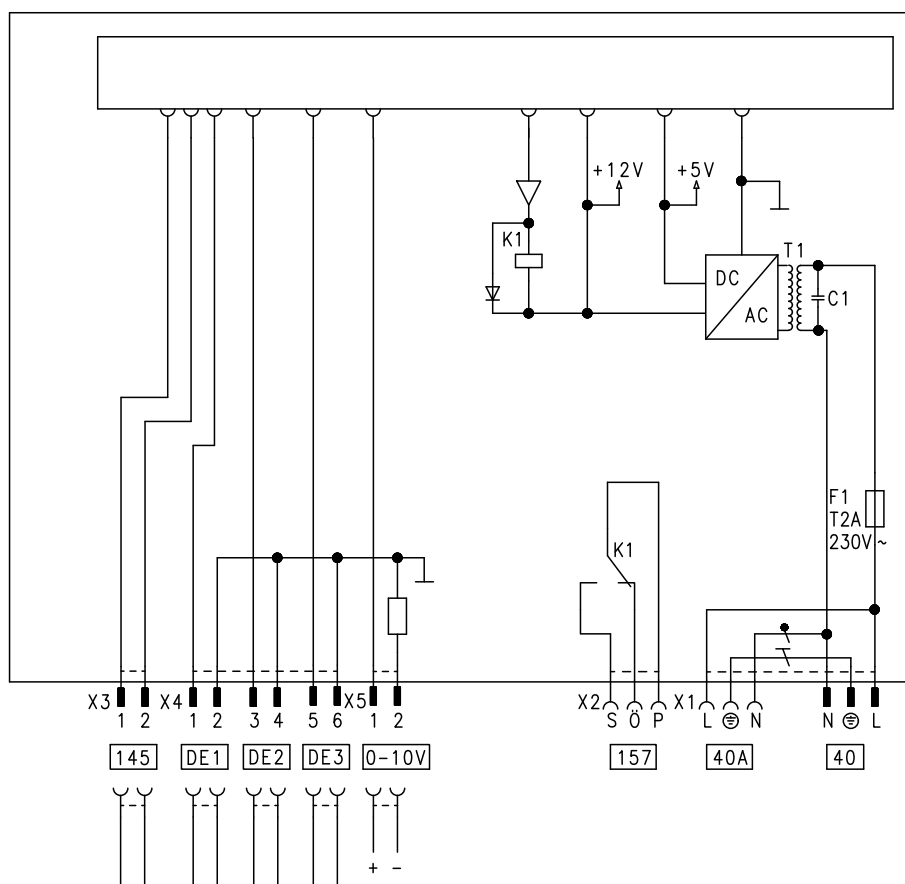 +12V
+5V
K1
T1
DC
AC
C1
F1
T2A
230V ~
K1
X3
1
2
X4
1
2
3
4
5
6
X5
1
2
X2
S
Ö
P
X1
L
N
N
L
145
DE1
DE2
DE3
0-10V
157
40A
40
+
-